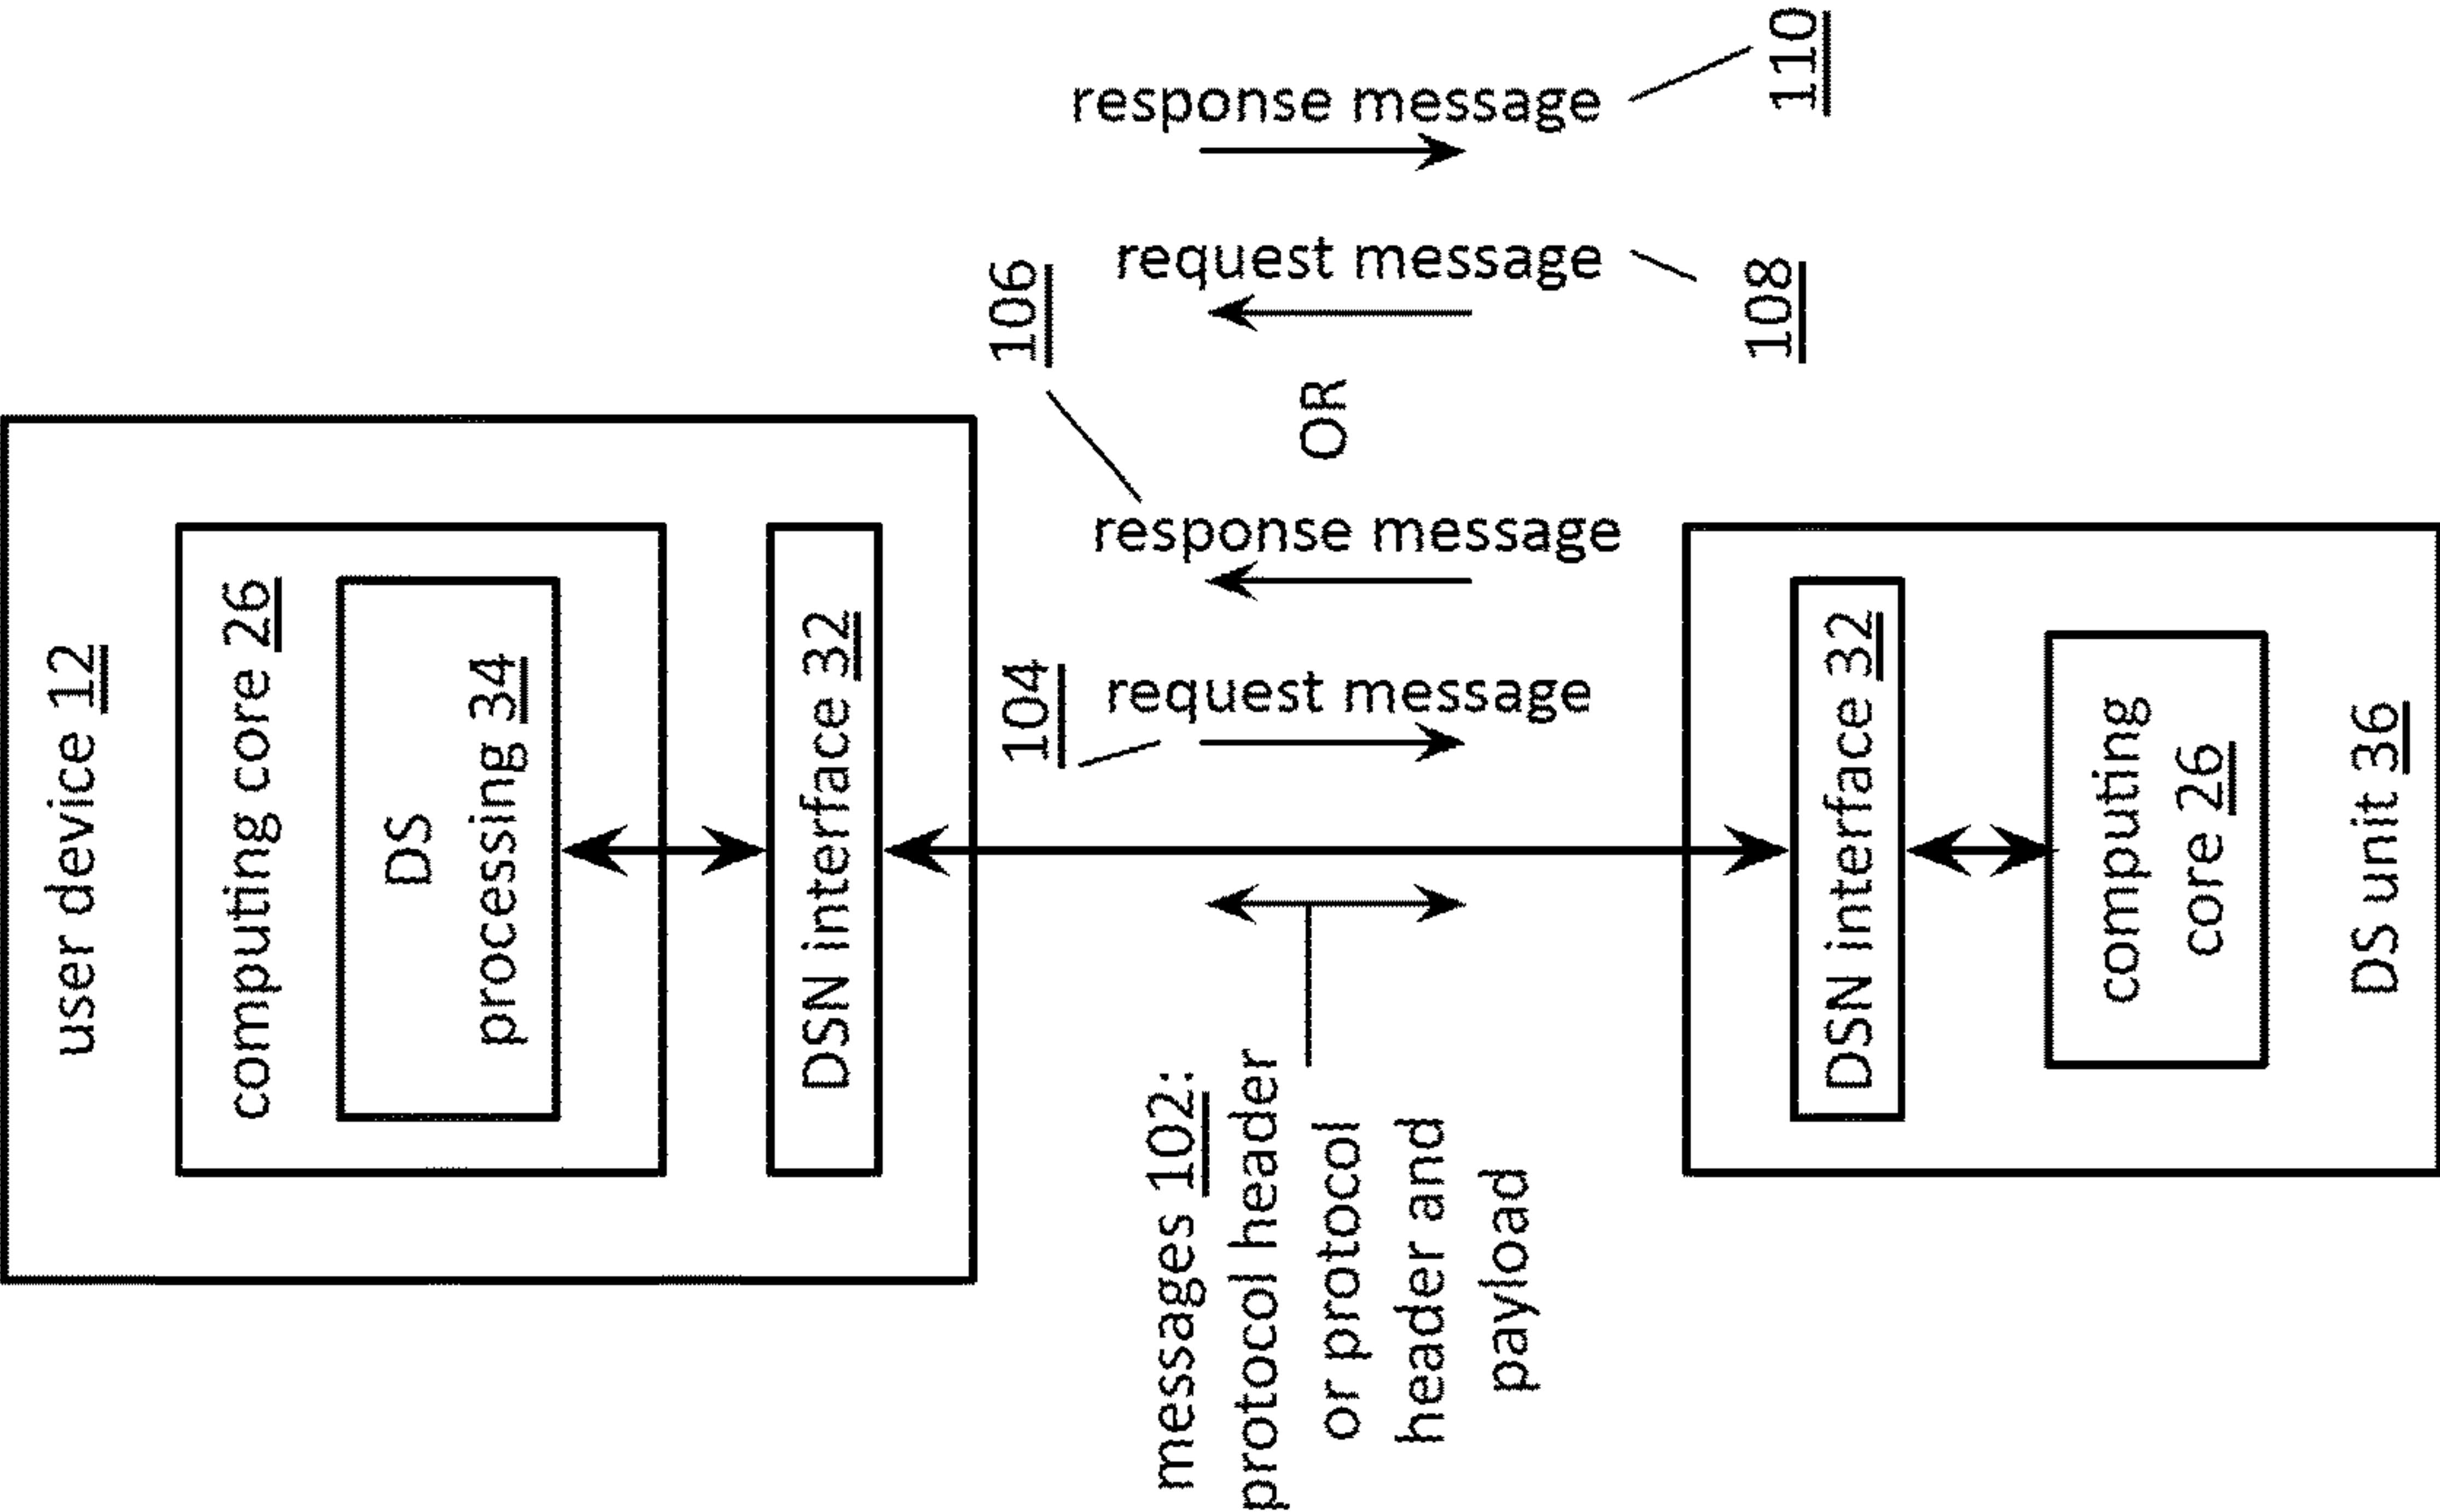 user device 12
computing core 26
DS
processing 34
DSN interface 32
messages 102:
protocol header
or protocol
header and
payload
104
request message
106
response message
OR
request message
108
response message
110
DSN interface 32
computing
core 26
DS unit 36